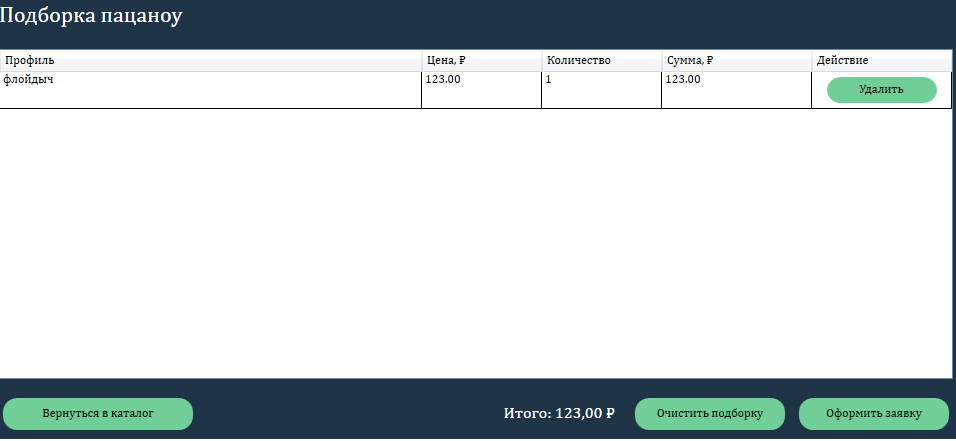 Подборка пацаноу
Профиль Цена, ₽ Количество Сумма, ₽ Действие
флойдыч 123.00 1 123.00 Удалить
Вернуться в каталог Итого: 123,00 ₽ Очистить подборку Оформить заявку